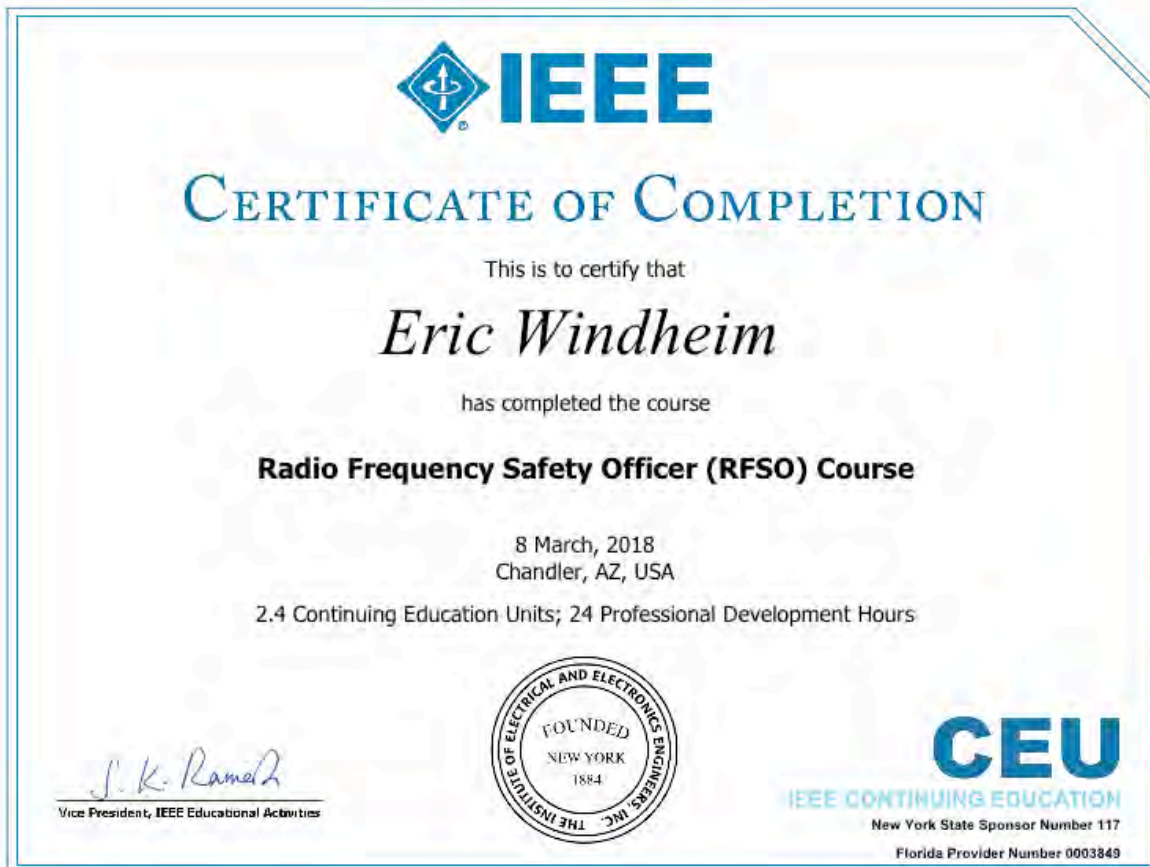 IEEE
CERTIFICATE OF COMPLETION
This is to certify that
Eric Windheim
has completed the course
Radio Frequency Safety Officer (RFSO) Course
8 March, 2018
Chandler, AZ, USA
2.4 Continuing Education Units; 24 Professional Development Hours
THE INSTITUTE OF ELECTRICAL AND ELECTRONICS ENGINEERS, INC.
FOUNDED
NEW YORK
1884
S. K. Ramesh
Vice President, IEEE Educational Activities
CEU
IEEE CONTINUING EDUCATION
New York State Sponsor Number 117
Florida Provider Number 0003849